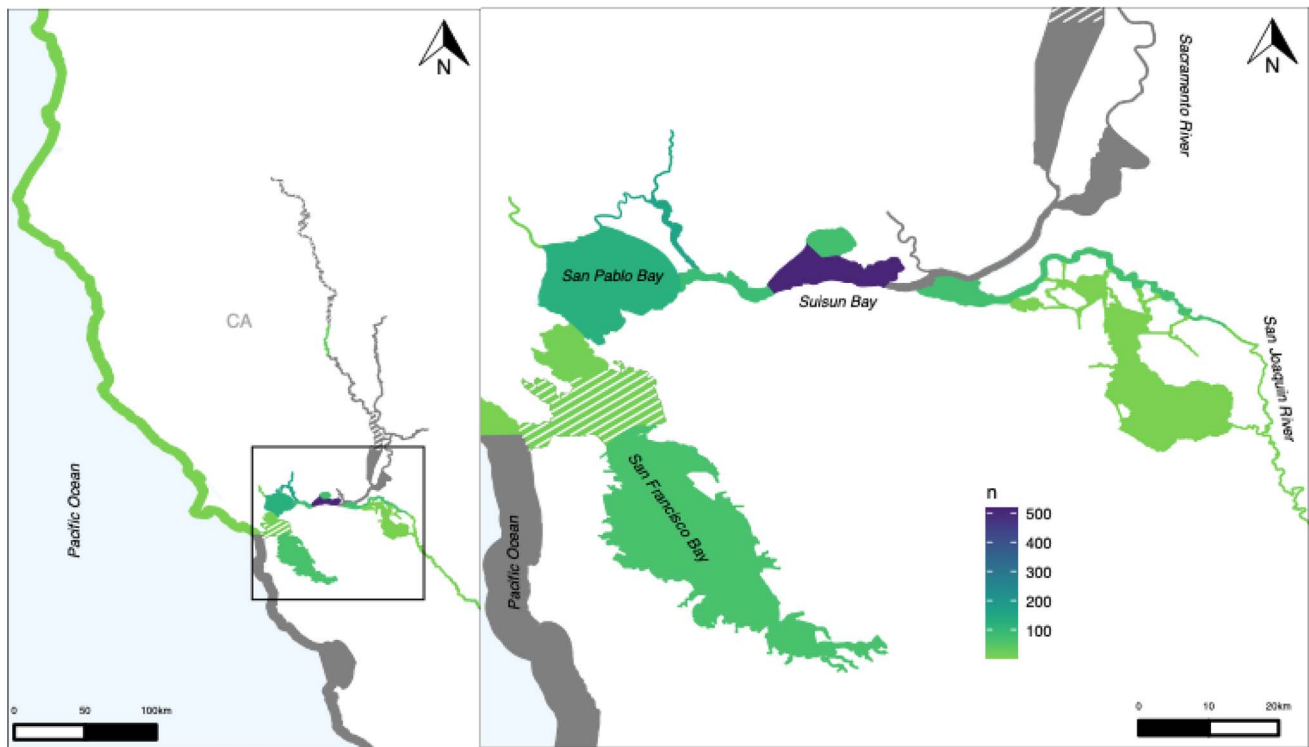 N
CA
Pacific Ocean
0 50 100km
N
Sacramento River
San Pablo Bay
Suisun Bay
San Joaquin River
San Francisco Bay
Pacific Ocean
n
500
400
300
200
100
0 10 20km